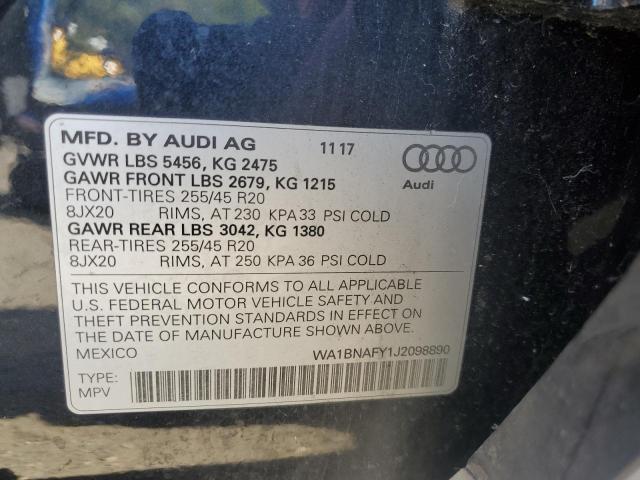 MFD. BY AUDI AG 11 17
GVWR LBS 5456, KG 2475
GAWR FRONT LBS 2679, KG 1215
FRONT-TIRES 255/45 R20
8JX20 RIMS, AT 230 KPA 33 PSI COLD
GAWR REAR LBS 3042, KG 1380
REAR-TIRES 255/45 R20
8JX20 RIMS, AT 250 KPA 36 PSI COLD
Audi
THIS VEHICLE CONFORMS TO ALL APPLICABLE
U.S. FEDERAL MOTOR VEHICLE SAFETY AND
THEFT PREVENTION STANDARDS IN EFFECT ON
THE DATE OF MANUFACTURE SHOWN ABOVE.
MEXICO WA1BNAFY1J2098890
TYPE:
MPV